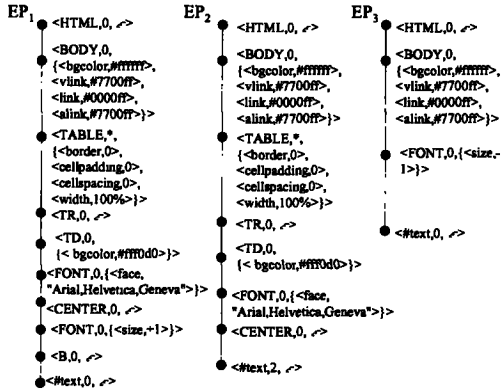 EP1
<HTML,0, 𝒸>
<BODY,0,
{<bgcolor,#ffffff>,
<vlink,#7700ff>,
<link,#0000ff>,
<alink,#7700ff>}>
<TABLE,*,
{<border,0>,
<cellpadding,0>,
<cellspacing,0>,
<width,100%>}>
<TR,0, 𝒸>
<TD,0,
{< bgcolor,#fff0d0>}>
<FONT,0,{<face,
"Arial,Helvetica,Geneva">}>
<CENTER,0, 𝒸>
<FONT,0,{<size,+1>}>
<B,0, 𝒸>
<#text,0, 𝒸>
EP2
<HTML,0, 𝒸>
<BODY,0,
{<bgcolor,#ffffff>,
<vlink,#7700ff>,
<link,#0000ff>,
<alink,#7700ff>}>
<TABLE,*,
{<border,0>,
<cellpadding,0>,
<cellspacing,0>,
<width,100%>}>
<TR,0, 𝒸>
<TD,0,
{< bgcolor,#fff0d0>}>
<FONT,0,{<face,
"Arial,Helvetica,Geneva">}>
<CENTER,0, 𝒸>
<#text,2, 𝒸>
EP3
<HTML,0, 𝒸>
<BODY,0,
{<bgcolor,#ffffff>,
<vlink,#7700ff>,
<link,#0000ff>,
<alink,#7700ff>}>
<FONT,0,{<size,-
1>}>
<#text,0, 𝒸>